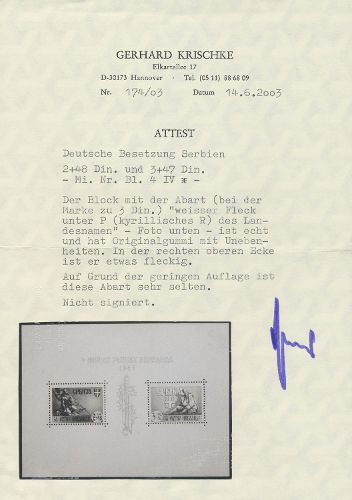 GERHARD KRISCHKE
Elkartallee 17
D-30173 Hannover · Tel. (05 11) 88 68 09
Nr. 174/03 Datum 14.6.2003
ATTEST
Deutsche Besetzung Serbien
2+48 Din. und 3+47 Din.
- Mi. Nr. Bl. 4 IV * -
Der Block mit der Abart (bei der
Marke zu 3 Din.) "weisser Fleck
unter P (kyrillisches R) des Lan-
desnamen" - Foto unten - ist echt
und hat Originalgummi mit Uneben-
heiten. In der rechten oberen Ecke
ist er etwas fleckig.
Auf Grund der geringen Auflage ist
diese Abart sehr selten.
Nicht signiert.